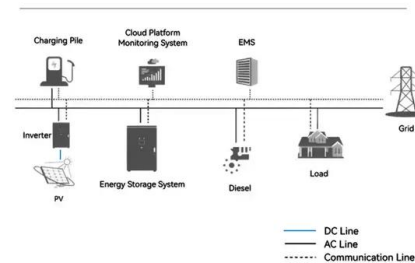 Charging Pile
Cloud Platform
Monitoring System
EMS
Grid
Inverter
PV
Energy Storage System
Diesel
Load
DC Line
AC Line
Communication Line